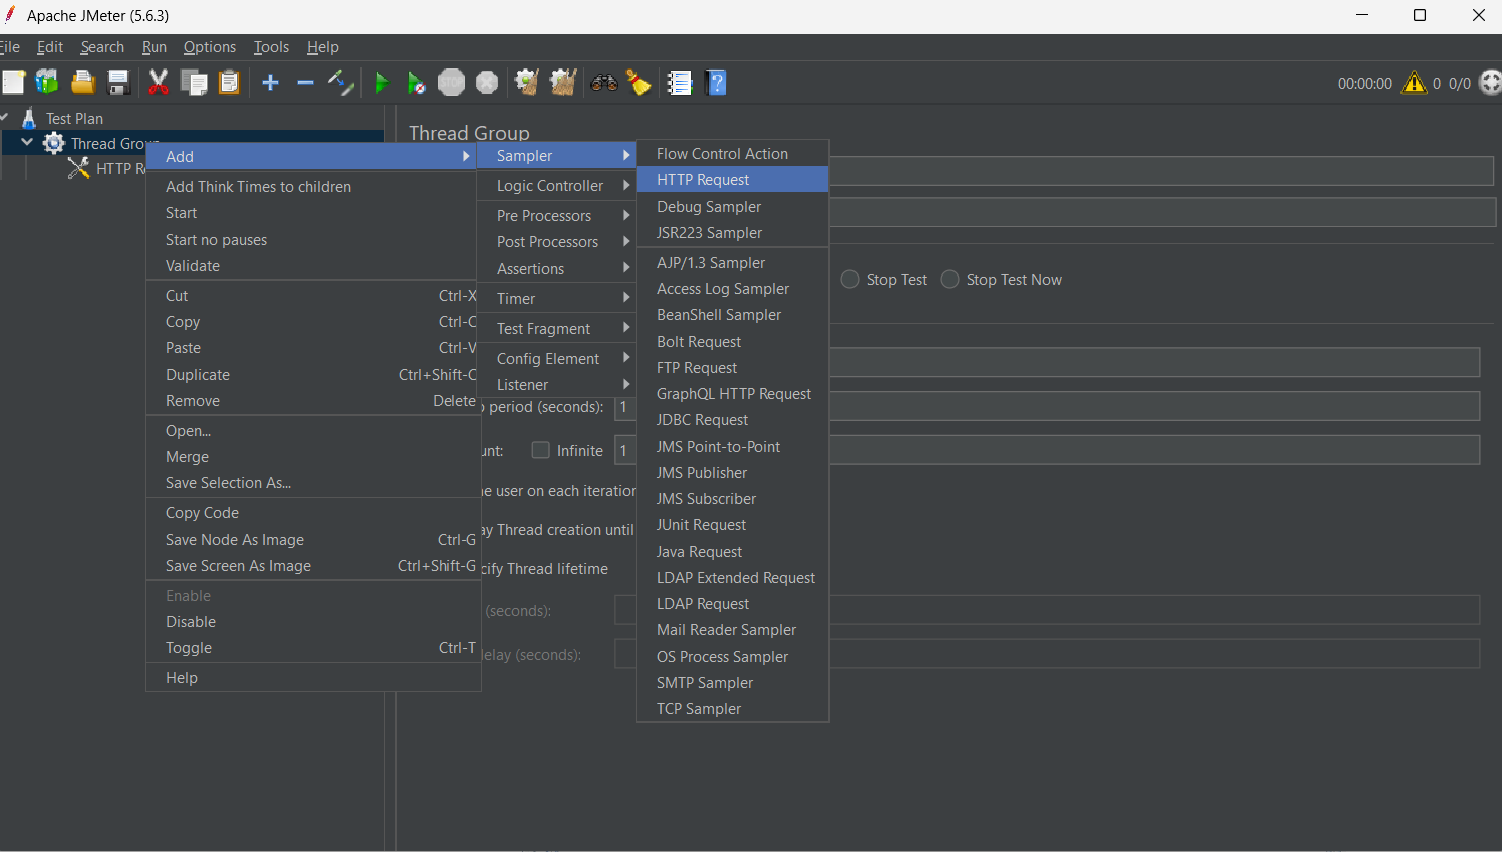 Apache JMeter (5.6.3)
File Edit Search Run Options Tools Help
00:00:00 0 0/0
Test Plan
Thread Grou
HTTP R
Thread Group
Add
Add Think Times to children
Start
Start no pauses
Validate
Cut Ctrl-X
Copy Ctrl-C
Paste Ctrl-V
Duplicate Ctrl+Shift-C
Remove Delete
Open...
Merge
Save Selection As...
Copy Code
Save Node As Image Ctrl-G
Save Screen As Image Ctrl+Shift-G
Enable
Disable
Toggle Ctrl-T
Help
Sampler
Logic Controller
Pre Processors
Post Processors
Assertions
Timer
Test Fragment
Config Element
Listener
Flow Control Action
HTTP Request
Debug Sampler
JSR223 Sampler
AJP/1.3 Sampler
Access Log Sampler
BeanShell Sampler
Bolt Request
FTP Request
GraphQL HTTP Request
JDBC Request
JMS Point-to-Point
JMS Publisher
JMS Subscriber
JUnit Request
Java Request
LDAP Extended Request
LDAP Request
Mail Reader Sampler
OS Process Sampler
SMTP Sampler
TCP Sampler
Stop Test Stop Test Now
period (seconds): 1
unt: Infinite 1
e user on each iteration
ay Thread creation until
cify Thread lifetime
(seconds):
elay (seconds):